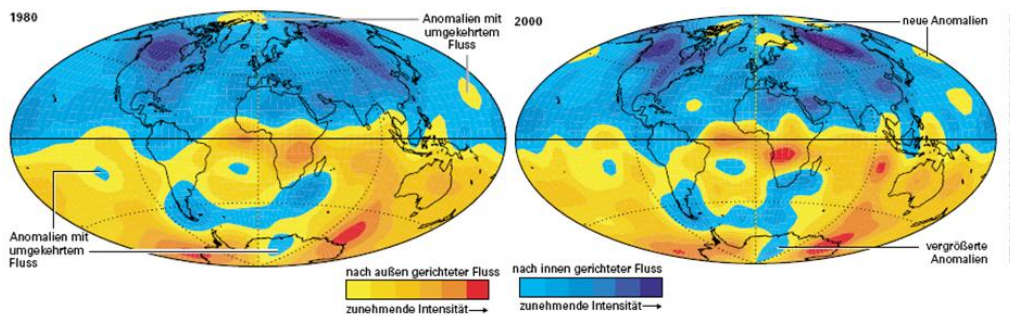 1980
Anomalien mit
umgekehrtem
Fluss
2000
neue Anomalien
Anomalien mit
umgekehrtem
Fluss
vergrößerte
Anomalien
nach außen gerichteter Fluss
zunehmende Intensität
nach innen gerichteter Fluss
zunehmende Intensität